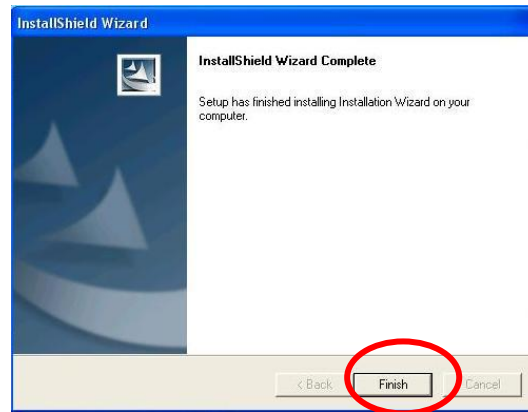 InstallShield Wizard
InstallShield Wizard Complete
Setup has finished installing Installation Wizard on your
computer.
< Back
Finish
Cancel